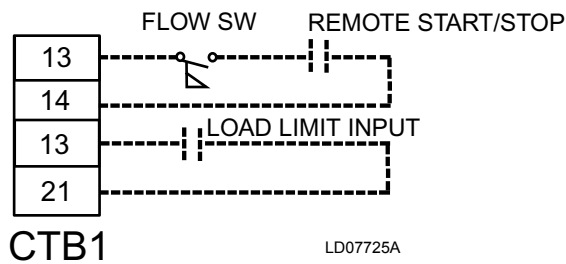 FLOW SW REMOTE START/STOP
13
14
13 LOAD LIMIT INPUT
21
CTB1 LD07725A